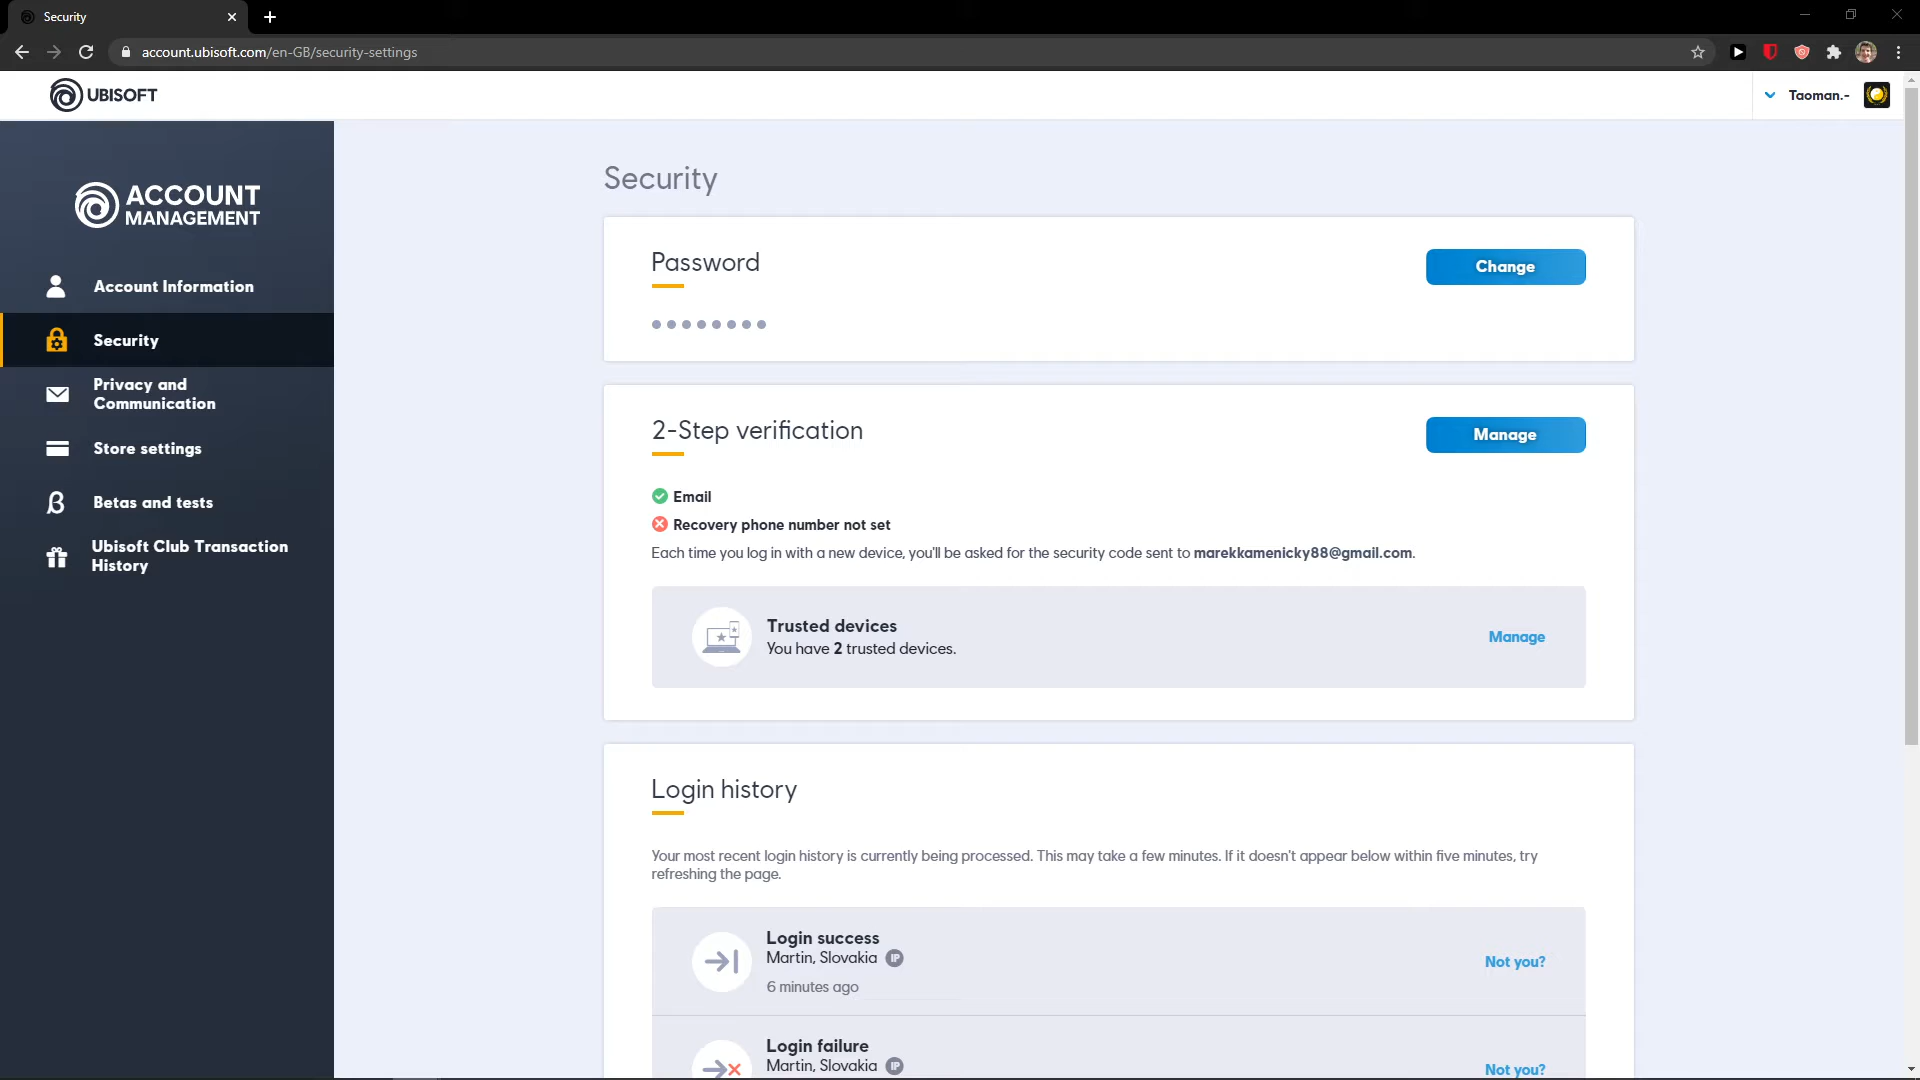 Security
account.ubisoft.com/en-GB/security-settings
UBISOFT
Taoman.-
ACCOUNT
MANAGEMENT
Account Information
Security
Privacy and
Communication
Store settings
Betas and tests
Ubisoft Club Transaction
History
Security
Password
Change
2-Step verification
Manage
Email
Recovery phone number not set
Each time you log in with a new device, you'll be asked for the security code sent to marekkamenicky88@gmail.com.
Trusted devices
You have 2 trusted devices.
Manage
Login history
Your most recent login history is currently being processed. This may take a few minutes. If it doesn't appear below within five minutes, try
refreshing the page.
Login success
Martin, Slovakia IP
6 minutes ago
Not you?
Login failure
Martin, Slovakia IP
Not you?